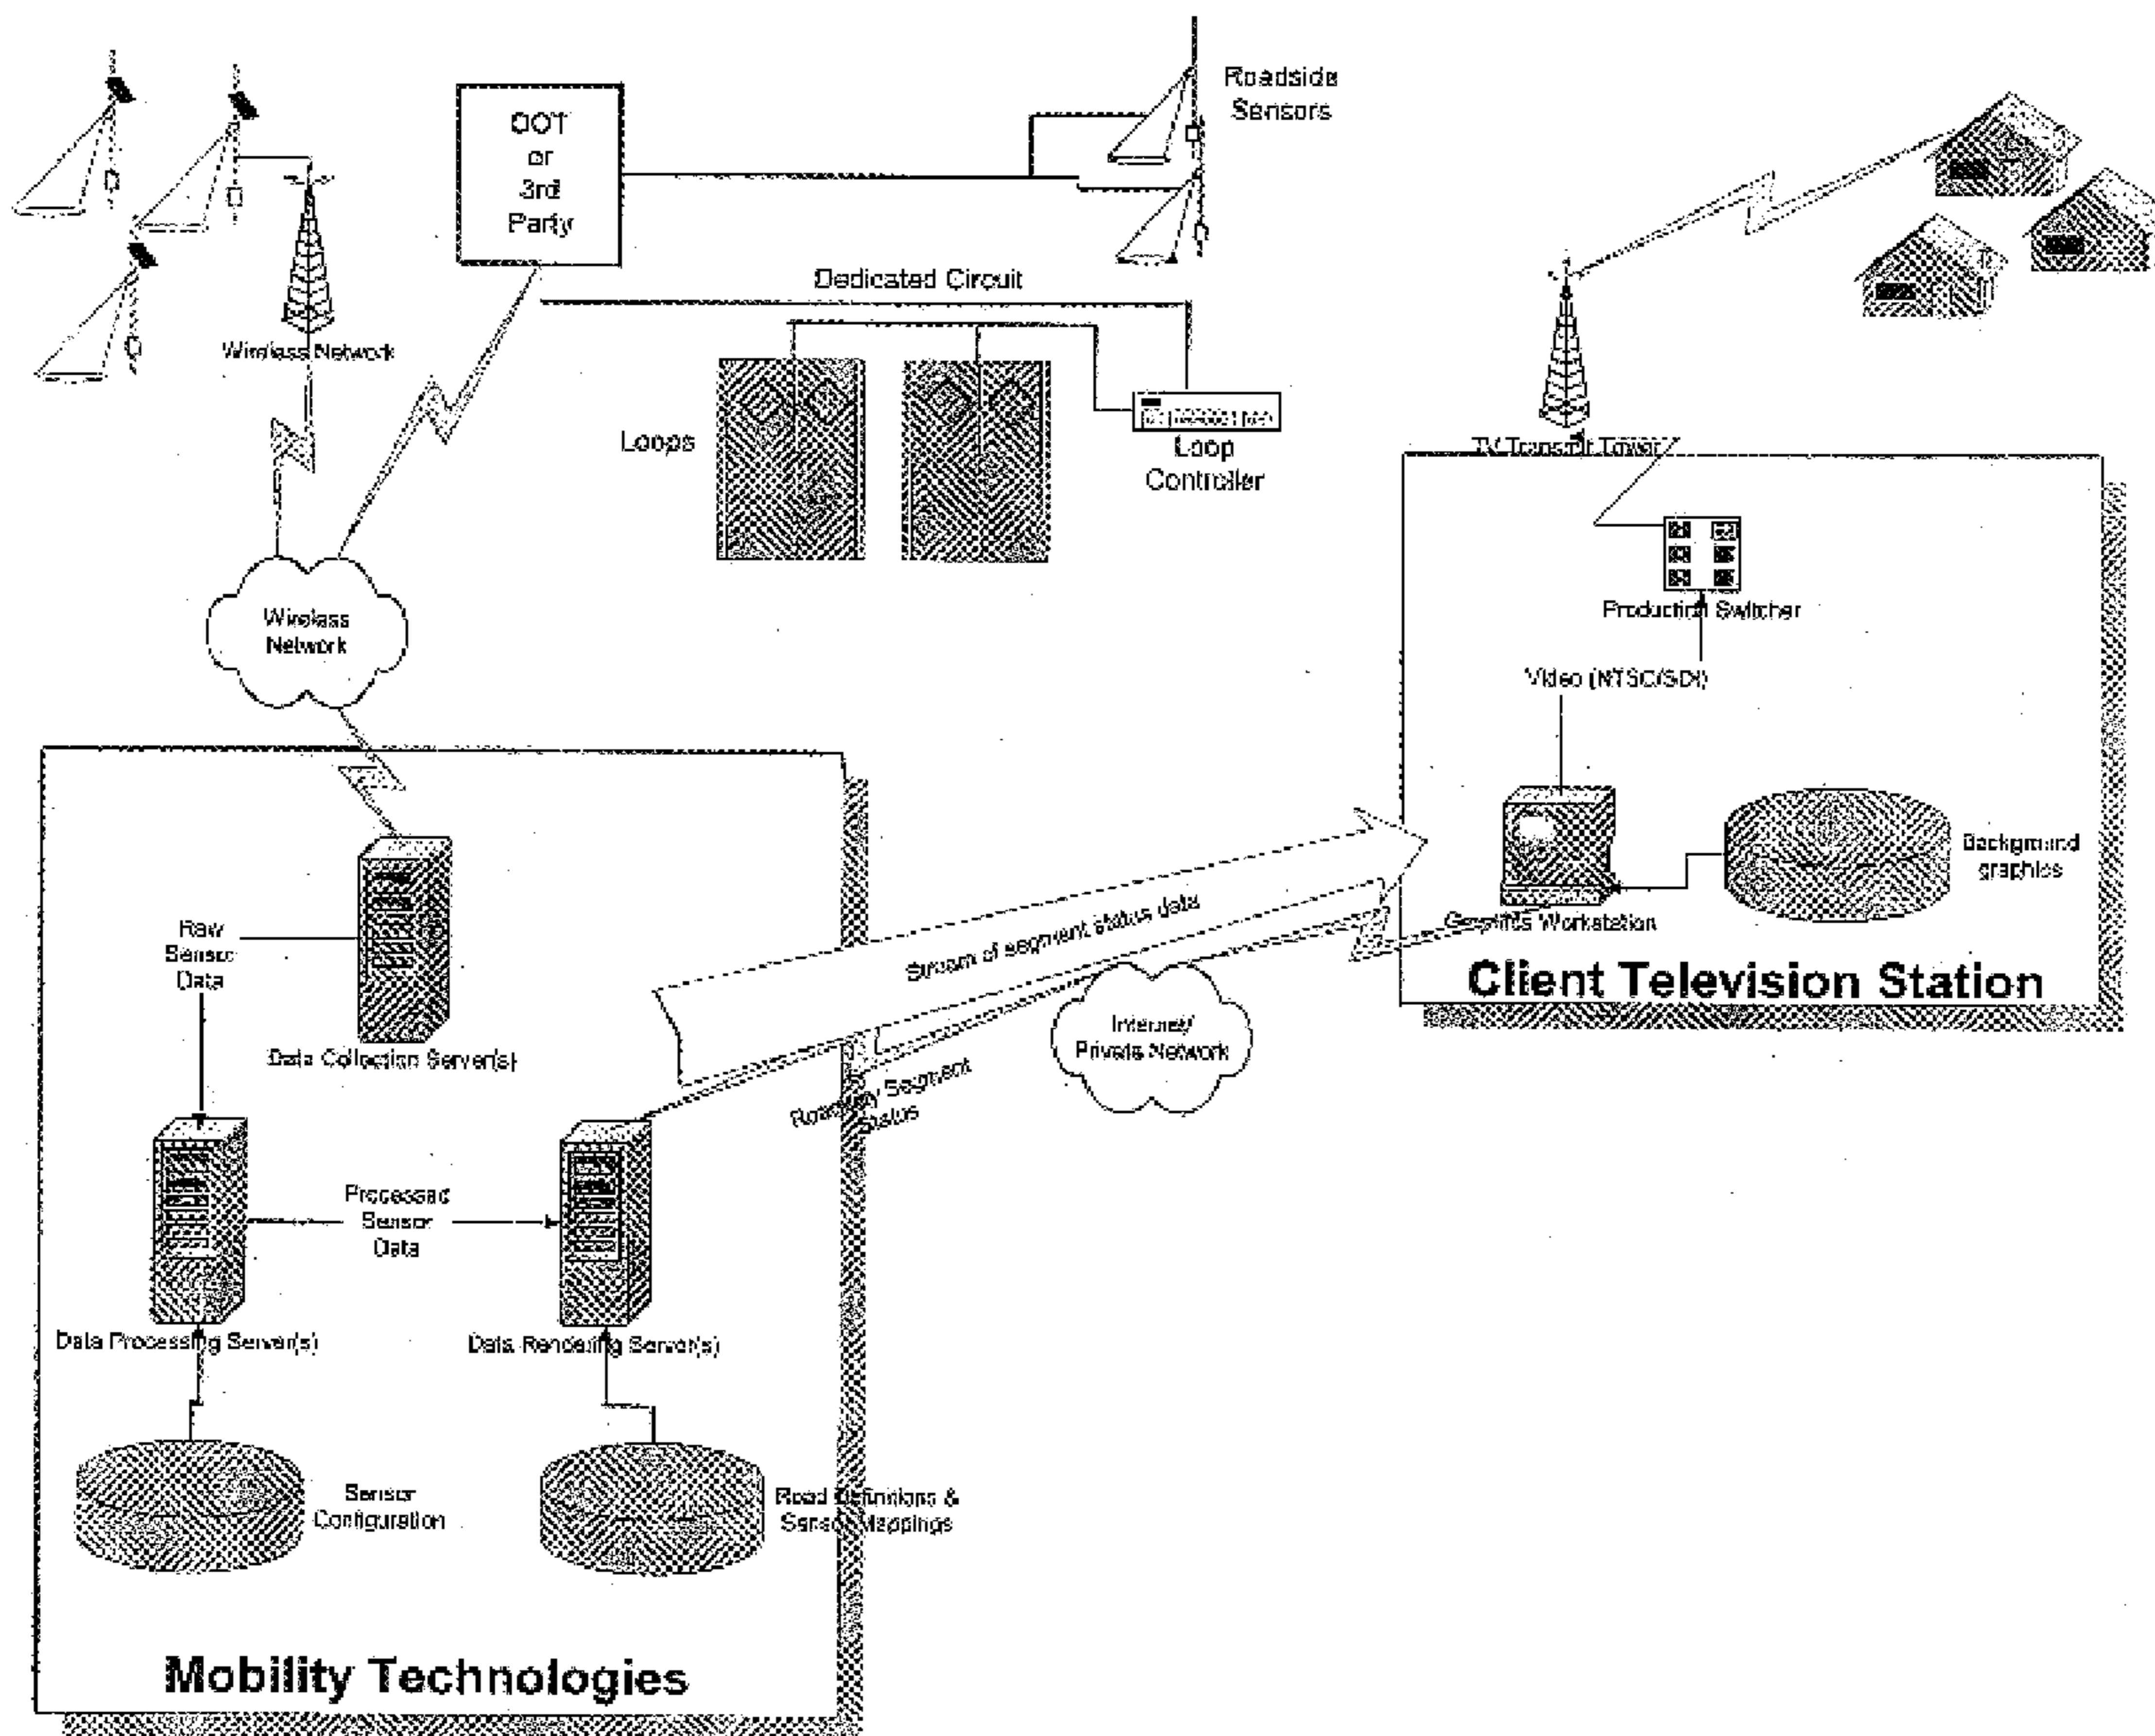 Roadside
Sensors
DOT
or
3rd
Party
Dedicated Circuit
Wireless Network
Loops
Loop
Controller
TV Transmit Tower
Wireless
Network
Production Switcher
Video (NTSC/SDI)
Background
graphics
Graphics Workstation
Client Television Station
Stream of segment status data
Internet/
Private Network
Roadway Segment
Status
Raw
Sensor
Data
Data Collection Server(s)
Processed
Sensor
Data
Data Processing Server(s)
Data Rendering Server(s)
Sensor
Configuration
Road Definitions &
Sensor Mappings
Mobility Technologies